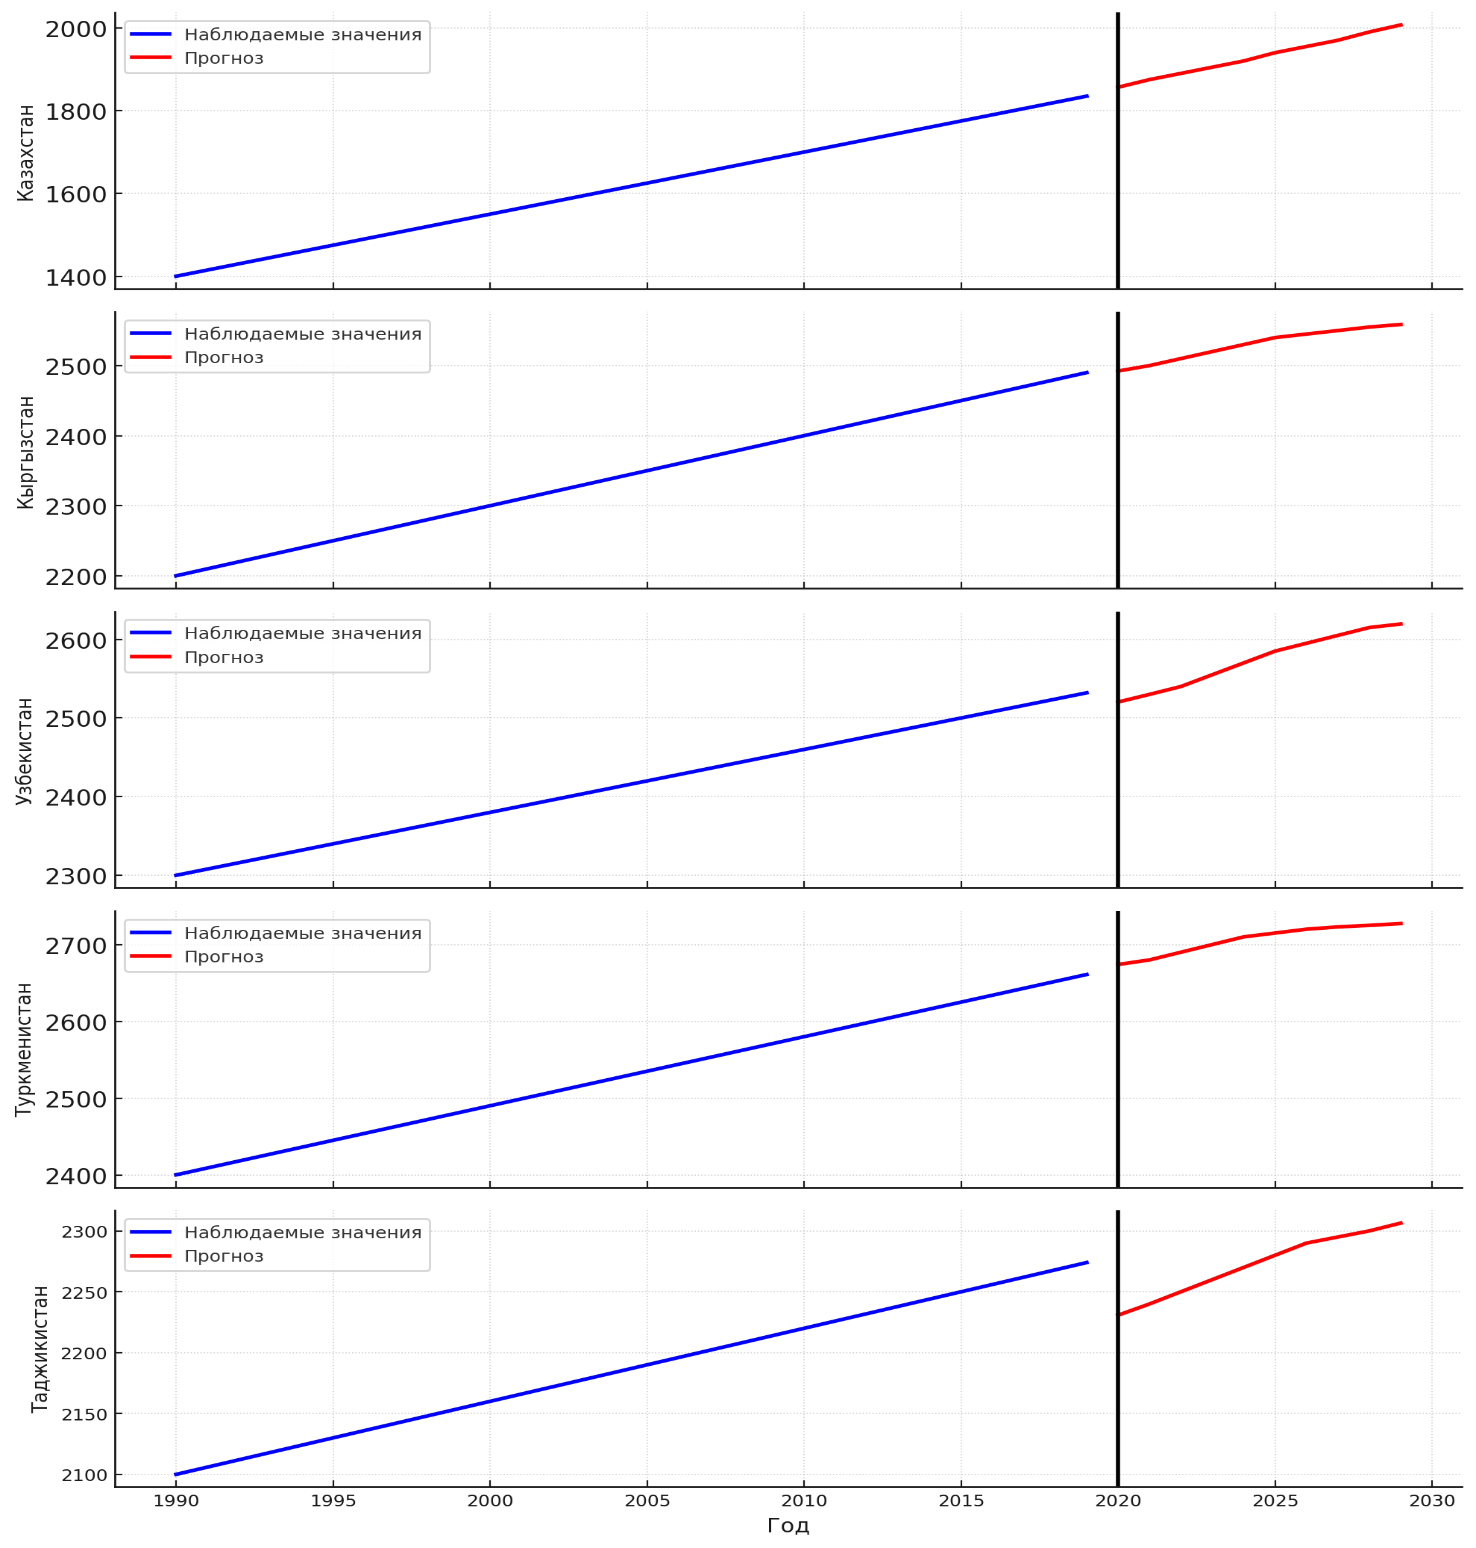 Наблюдаемые значения
Прогноз
Казахстан
2000
1800
1600
1400
Наблюдаемые значения
Прогноз
Кыргызстан
2500
2400
2300
2200
Наблюдаемые значения
Прогноз
Узбекистан
2600
2500
2400
2300
Наблюдаемые значения
Прогноз
Туркменистан
2700
2600
2500
2400
Наблюдаемые значения
Прогноз
Таджикистан
2300
2250
2200
2150
2100
1990 1995 2000 2005 2010 2015 2020 2025 2030
Год